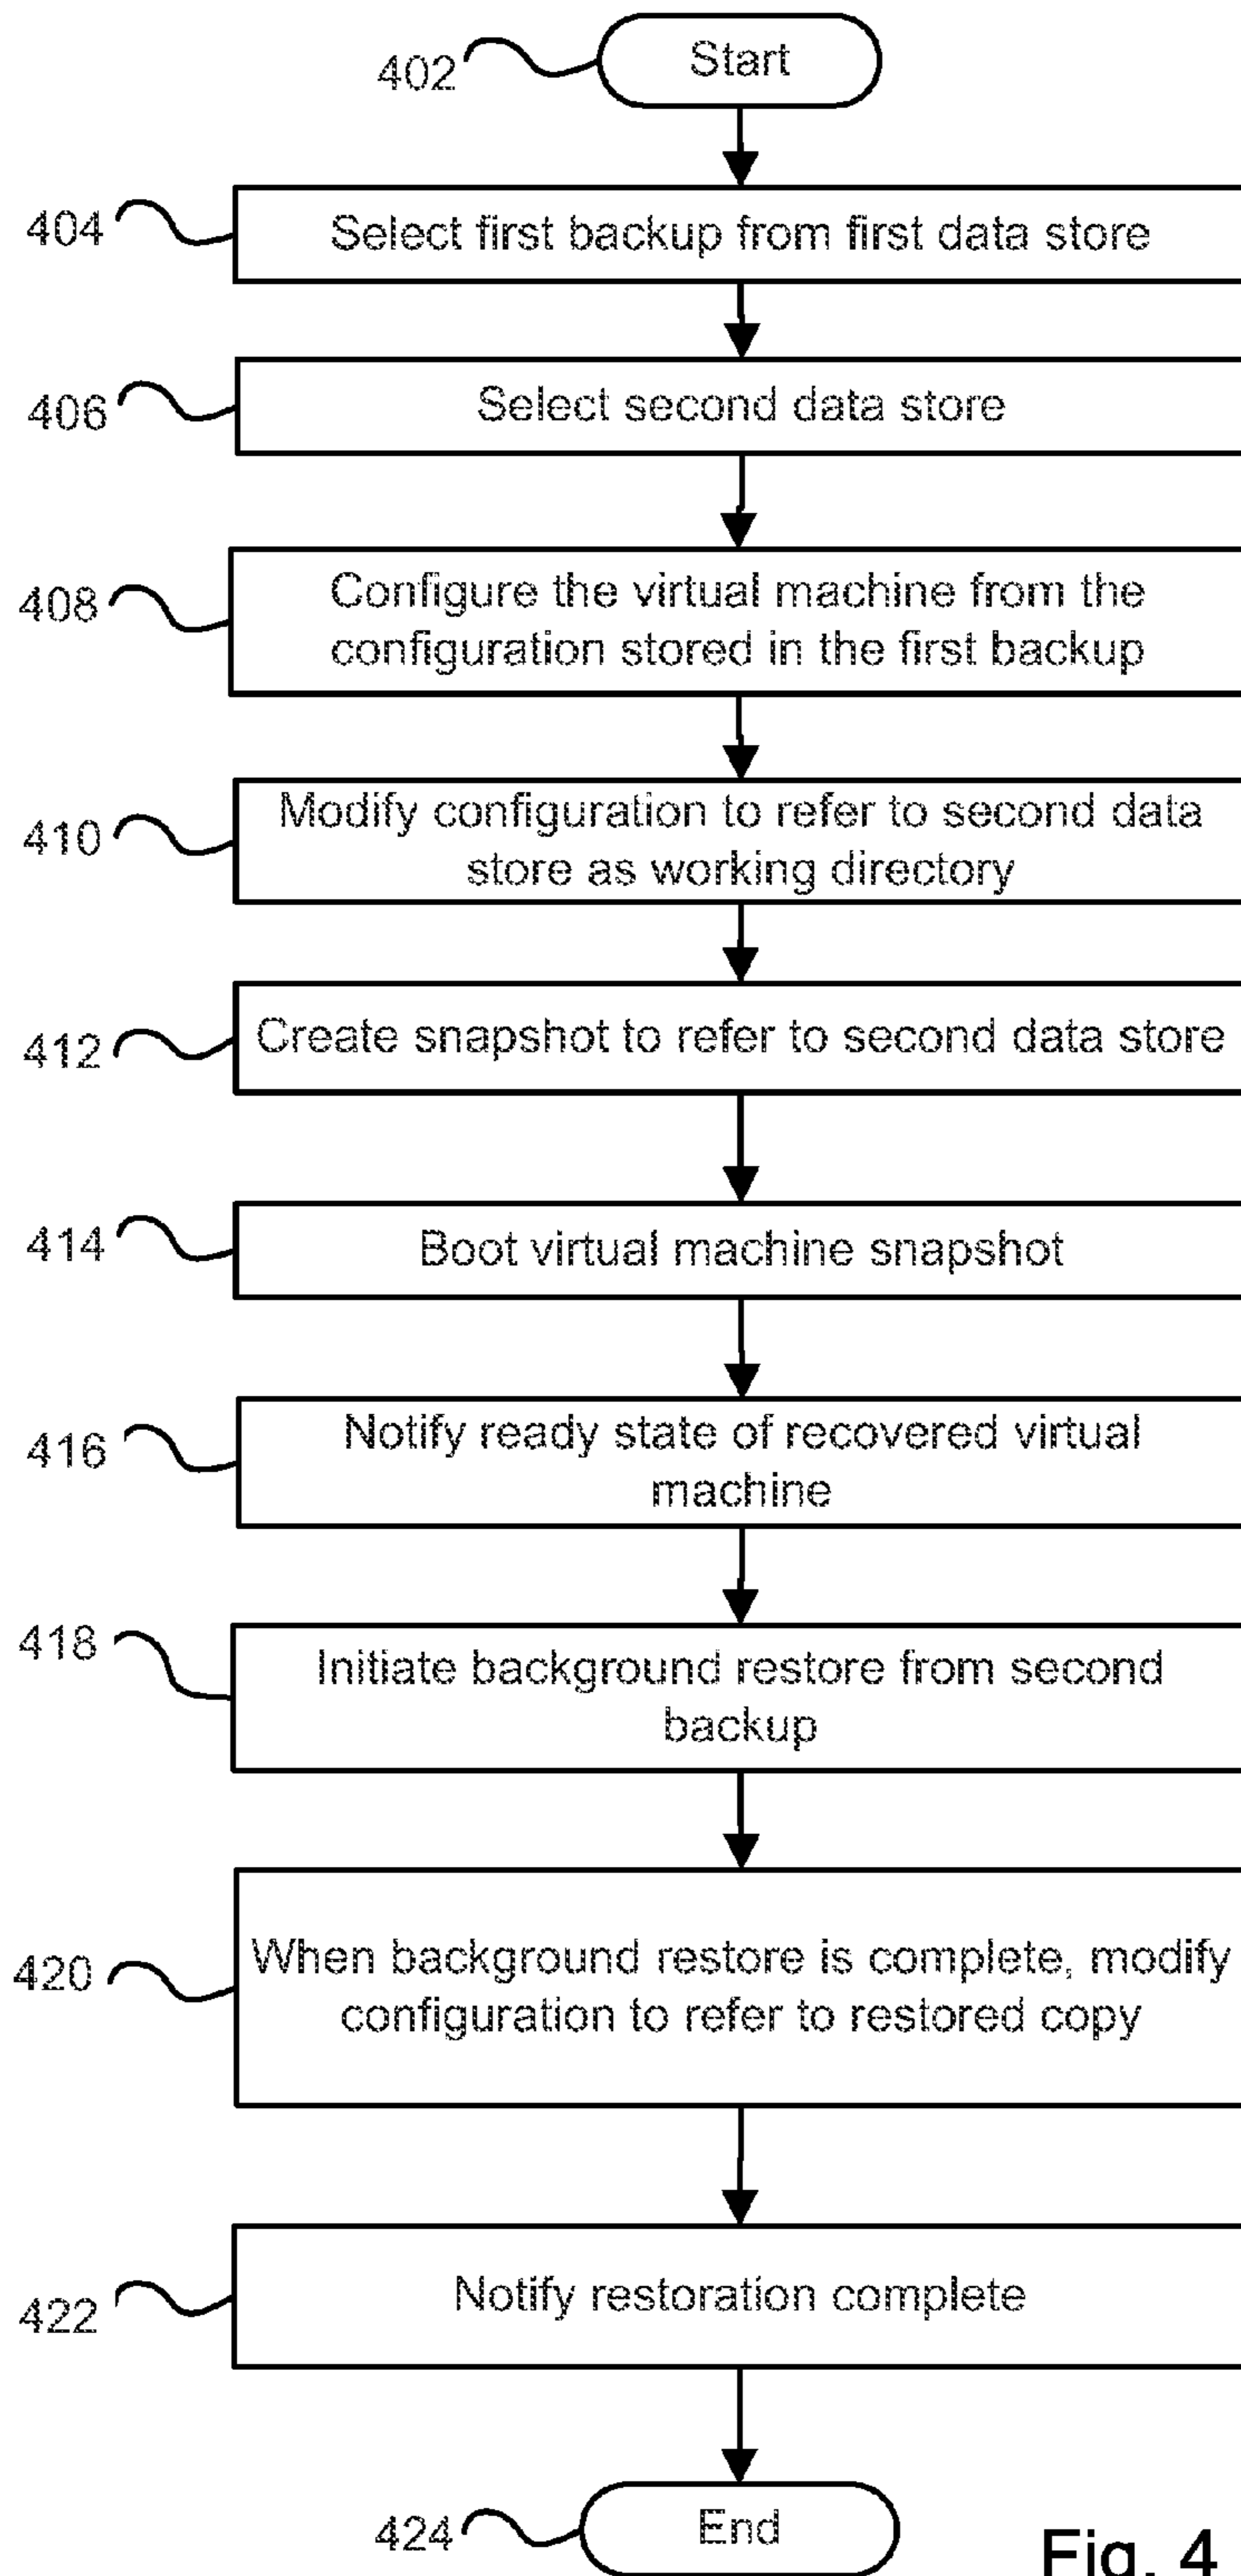 402
Start
404
Select first backup from first data store
406
Select second data store
408
Configure the virtual machine from the
configuration stored in the first backup
410
Modify configuration to refer to second data
store as working directory
412
Create snapshot to refer to second data store
414
Boot virtual machine snapshot
416
Notify ready state of recovered virtual
machine
418
Initiate background restore from second
backup
420
When background restore is complete, modify
configuration to refer to restored copy
422
Notify restoration complete
424
End
Fig. 4